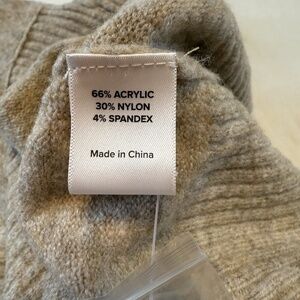 66% ACRYLIC
30% NYLON
4% SPANDEX
Made in China